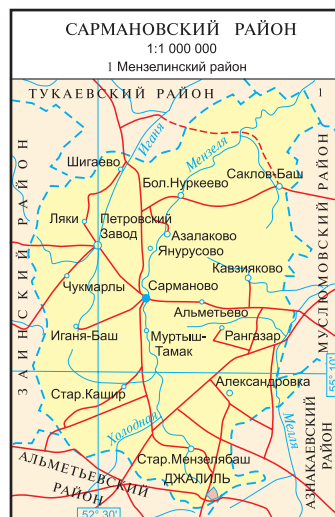 САРМАНОВСКИЙ РАЙОН
1:1 000 000
1 Мензелинский район
ТУКАЕВСКИЙ РАЙОН
1
Иганя
Мензеля
Шигаево
Саклов-Баш
Бол.Нуркеево
ЗАИНСКИЙ РАЙОН
Ляки
Петровский
Завод
Азалаково
Янурусово
Кавзияково
МУСЛЮМОВСКИЙ РАЙОН
Чукмарлы
Сарманово
Альметьево
Иганя-Баш
Муртыш-
Тамак
Рангазар
55°10'
Александровка
Стар.Кашир
Холодная
Мелля
АЗНАКАЕВСКИЙ
РАЙОН
Стар.Мензелябаш
АЛЬМЕТЬЕВСКИЙ
РАЙОН
ДЖАЛИЛЬ
52°30'